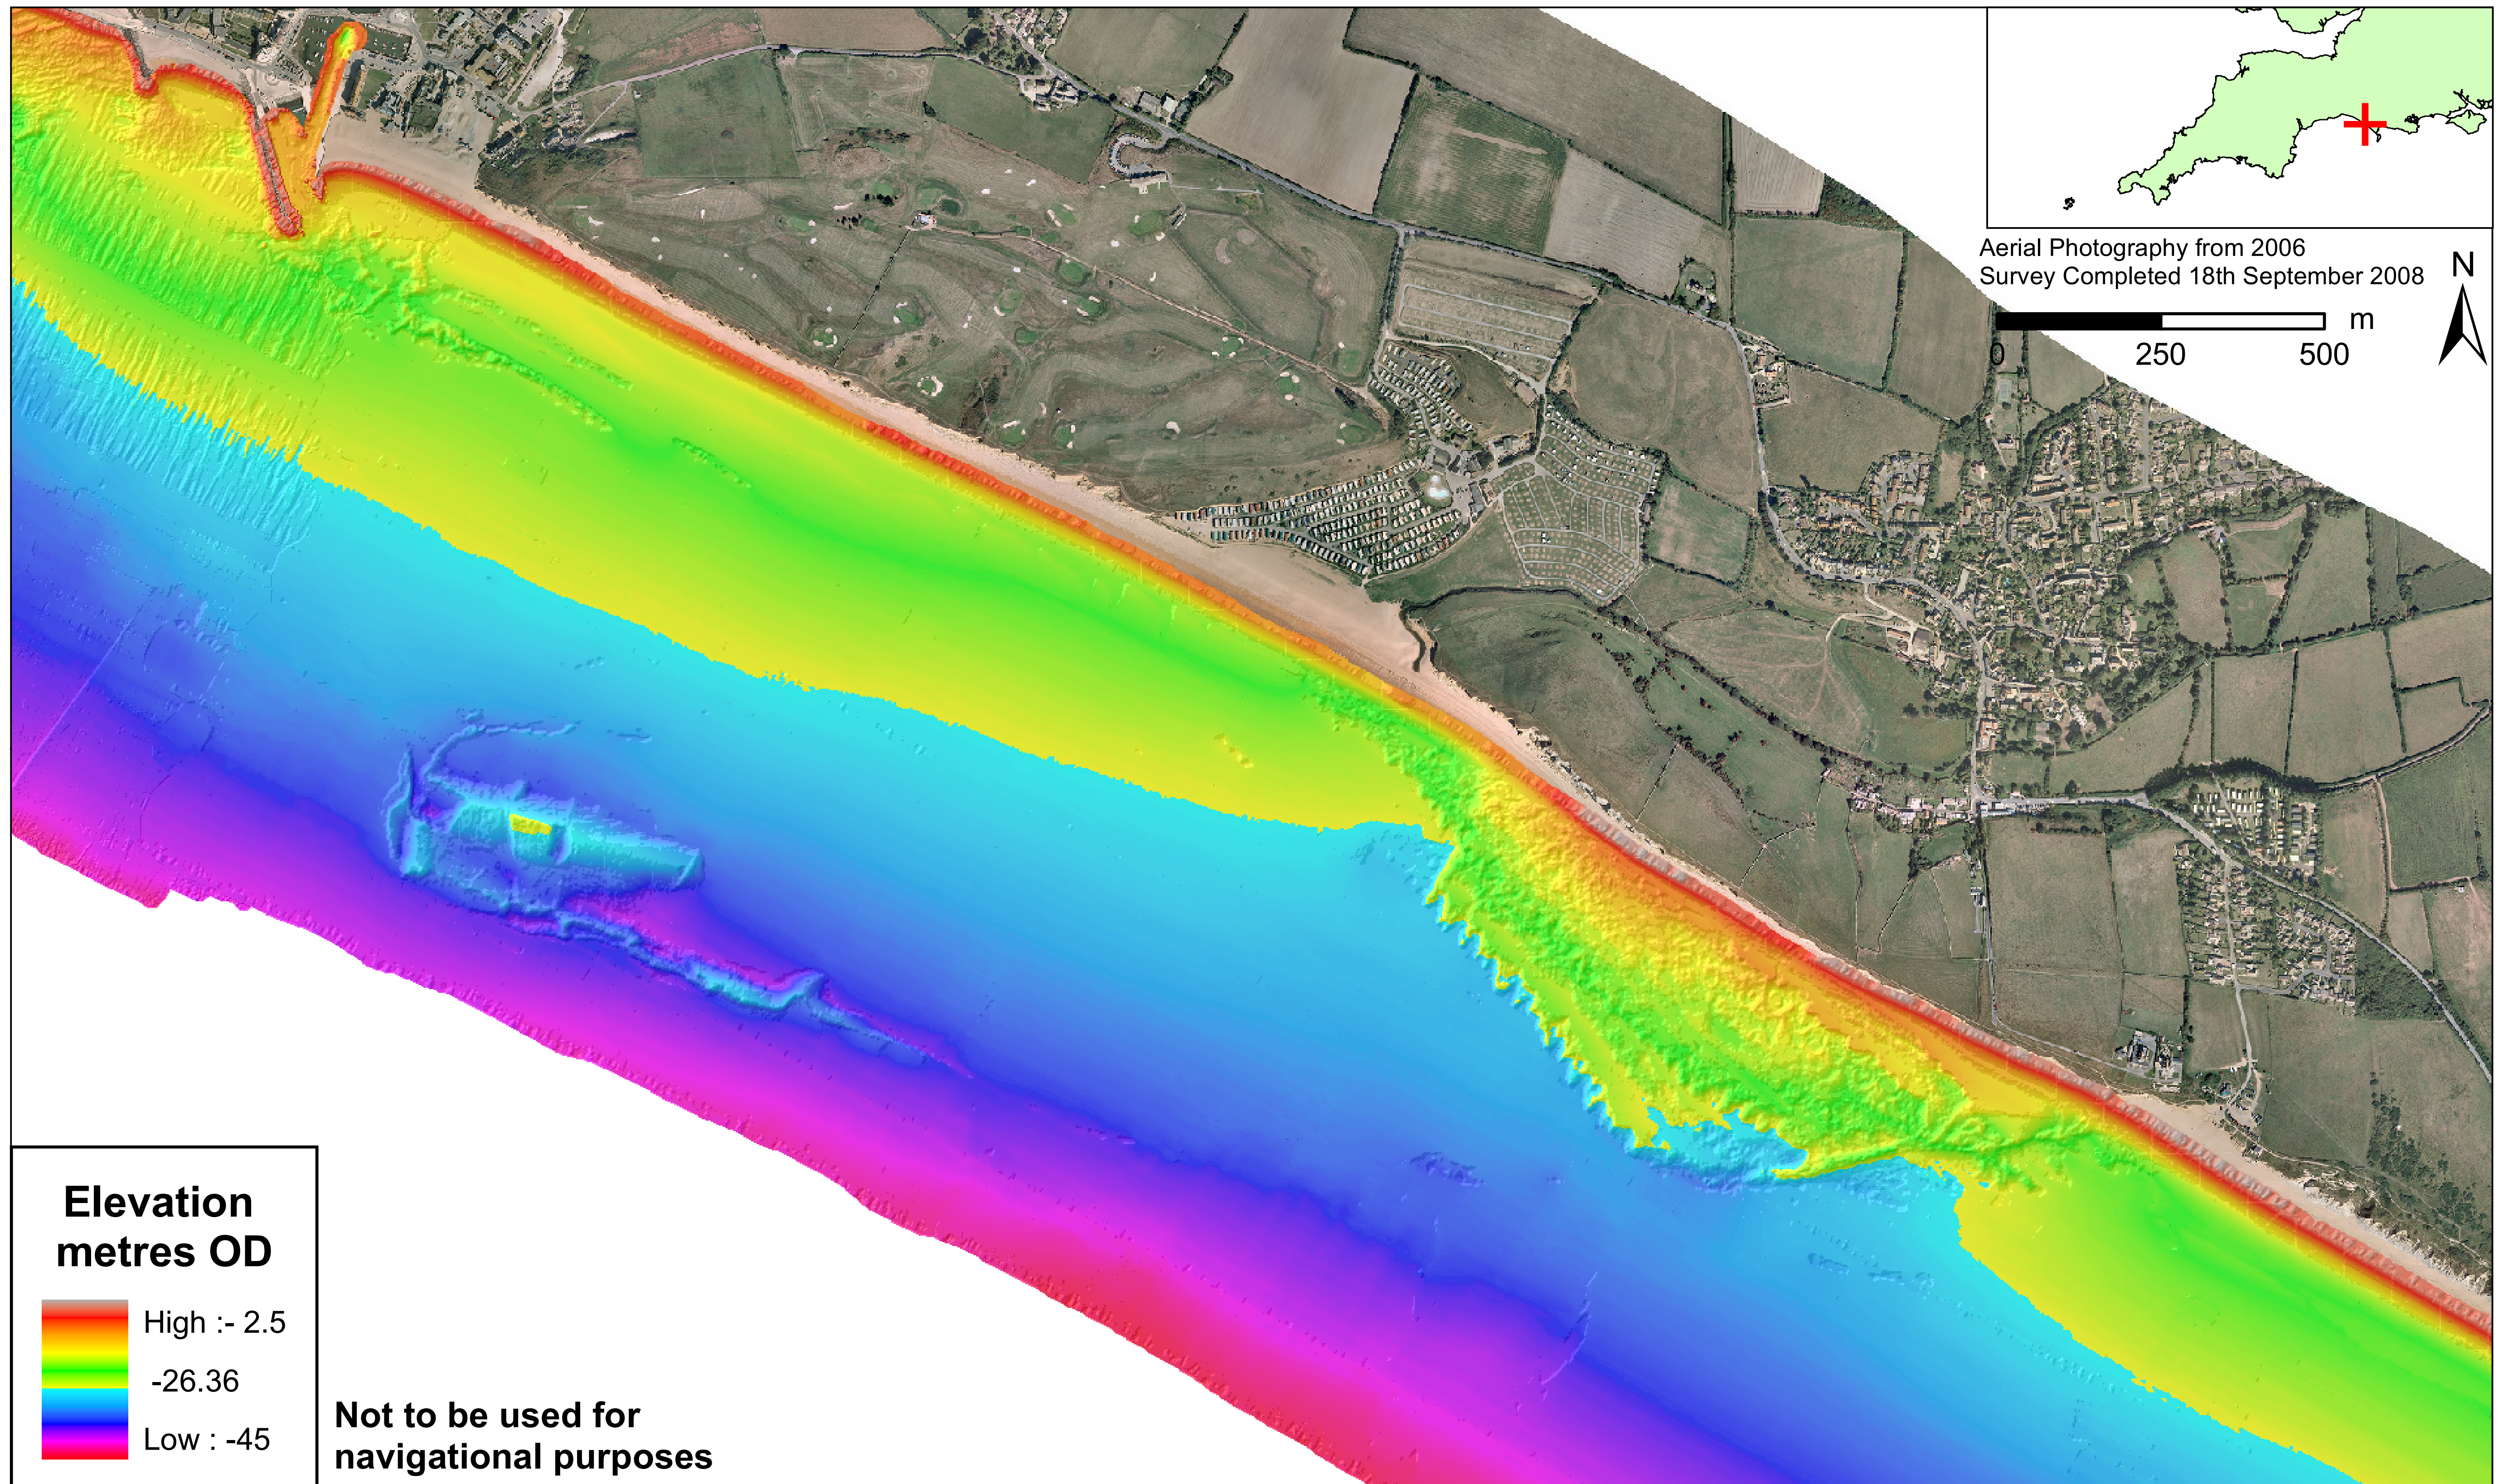 Aerial Photography from 2006
Survey Completed 18th September 2008
N
m
0 250 500
Elevation
metres OD
High :- 2.5
-26.36
Low : -45
Not to be used for
navigational purposes